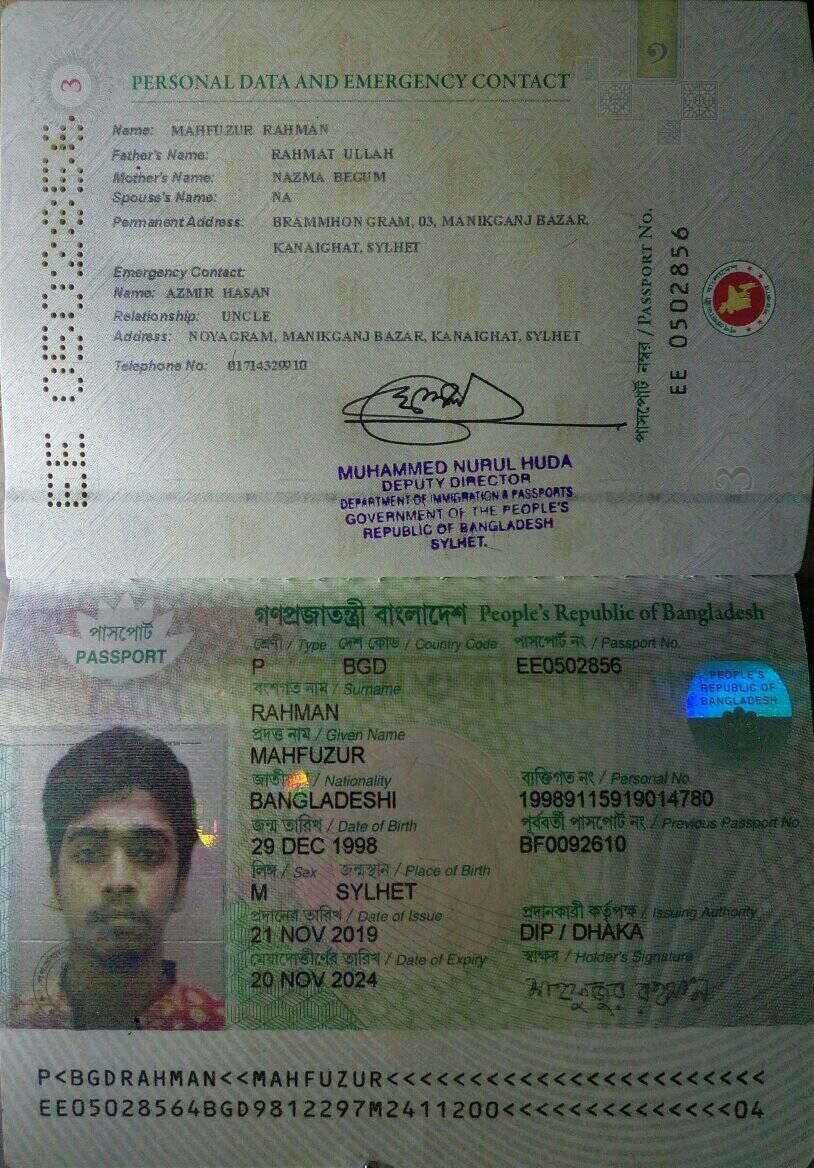 EE 0502856
3
PERSONAL DATA AND EMERGENCY CONTACT
Name: MAHFUZUR RAHMAN
Father's Name: RAHMAT ULLAH
Mother's Name: NAZMA BEGUM
Spouse's Name: NA
Permanent Address: BRAMMHON GRAM, 03, MANIKGANJ BAZAR,
KANAIGHAT, SYLHET
Emergency Contact:
Name: AZMIR HASAN
Relationship: UNCLE
Address: NOYAGRAM, MANIKGANJ BAZAR, KANAIGHAT, SYLHET
Telephone No: 01714329910
MUHAMMED NURUL HUDA
DEPUTY DIRECTOR
DEPARTMENT OF IMMIGRATION & PASSPORTS
GOVERNMENT OF THE PEOPLE'S
REPUBLIC OF BANGLADESH
SYLHET.
পাসপোর্ট নম্বর / PASSPORT No.
EE 0502856
3
গণপ্রজাতন্ত্রী বাংলাদেশ People's Republic of Bangladesh
পাসপোর্ট
PASSPORT
শ্রেণী / Type দেশ কোড / Country Code পাসপোর্ট নং / Passport No.
P BGD EE0502856
PEOPLE'S
REPUBLIC OF
BANGLADESH
বংশগত নাম / Surname
RAHMAN
প্রদত্ত নাম / Given Name
MAHFUZUR
/ Nationality ব্যক্তিগত নং / Personal No.
BANGLADESHI 19989115919014780
জন্ম তারিখ / Date of Birth পূর্ববর্তী পাসপোর্ট নং / Previous Passport No.
29 DEC 1998 BF0092610
লিঙ্গ / Sex জন্মস্থান / Place of Birth
M SYLHET
প্রদানের তারিখ / Date of Issue প্রদানকারী কর্তৃপক্ষ / Issuing Authority
21 NOV 2019 DIP / DHAKA
মেয়াদোত্তীর্ণের তারিখ / Date of Expiry স্বাক্ষর / Holder's Signature
20 NOV 2024 মাহফুজুর রহমান
P<BGDRAHMAN<<MAHFUZUR<<<<<<<<<<<<<<<<<<<<<<<
EE05028564BGD9812297M2411200<<<<<<<<<<<<<<04